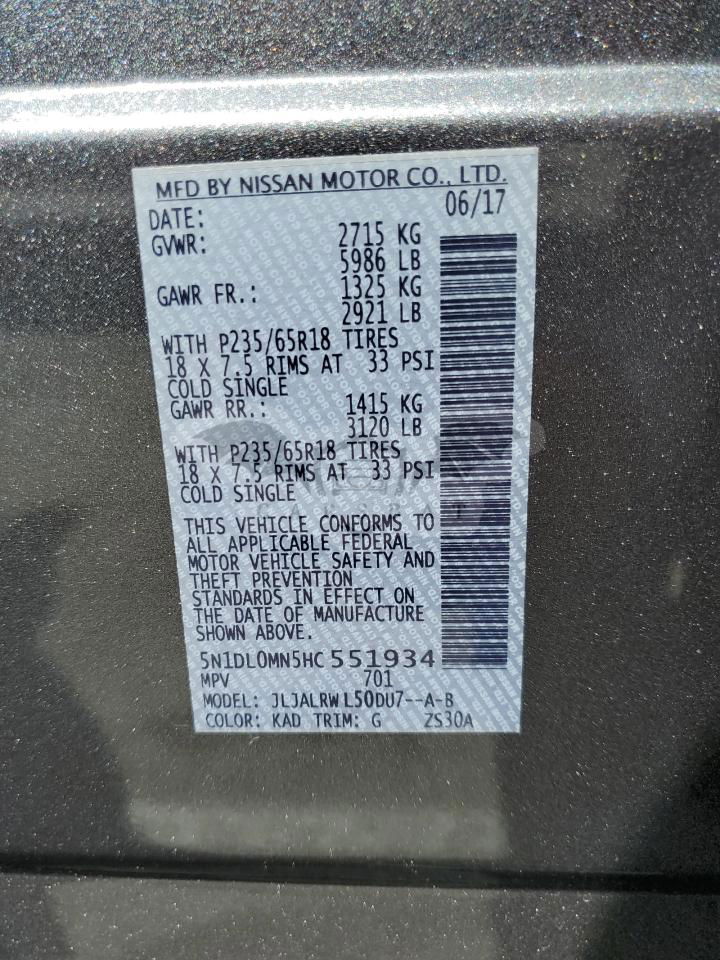 MFD BY NISSAN MOTOR CO., LTD.
DATE: 06/17
GVWR: 2715 KG
5986 LB
GAWR FR.: 1325 KG
2921 LB
WITH P235/65R18 TIRES
18 X 7.5 RIMS AT 33 PSI
COLD SINGLE
GAWR RR.: 1415 KG
3120 LB
WITH P235/65R18 TIRES
18 X 7.5 RIMS AT 33 PSI
COLD SINGLE
THIS VEHICLE CONFORMS TO
ALL APPLICABLE FEDERAL
MOTOR VEHICLE SAFETY AND
THEFT PREVENTION
STANDARDS IN EFFECT ON
THE DATE OF MANUFACTURE
SHOWN ABOVE.
5N1DL0MN5HC 551934
MPV 701
MODEL: JLJALRW L50DU7--A-B
COLOR: KAD TRIM: G ZS30A